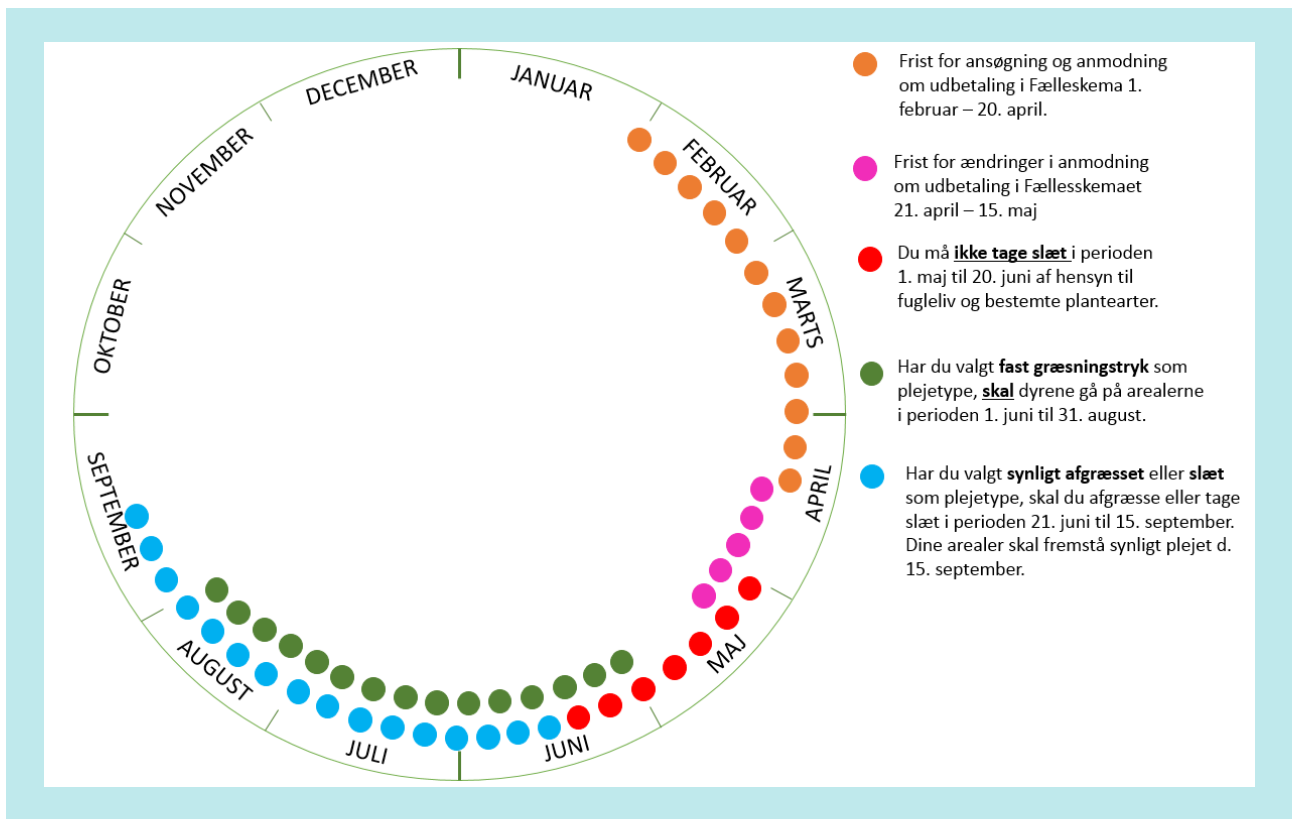 JANUAR
FEBRUAR
MARTS
APRIL
MAJ
JUNI
JULI
AUGUST
SEPTEMBER
OKTOBER
NOVEMBER
DECEMBER
Frist for ansøgning og anmodning
om udbetaling i Fælleskema 1.
februar – 20. april.
Frist for ændringer i anmodning
om udbetaling i Fællesskemaet
21. april – 15. maj
Du må ikke tage slæt i perioden
1. maj til 20. juni af hensyn til
fugleliv og bestemte plantearter.
Har du valgt fast græsningstryk som
plejetype, skal dyrene gå på arealerne
i perioden 1. juni til 31. august.
Har du valgt synligt afgræsset eller slæt
som plejetype, skal du afgræsse eller tage
slæt i perioden 21. juni til 15. september.
Dine arealer skal fremstå synligt plejet d.
15. september.